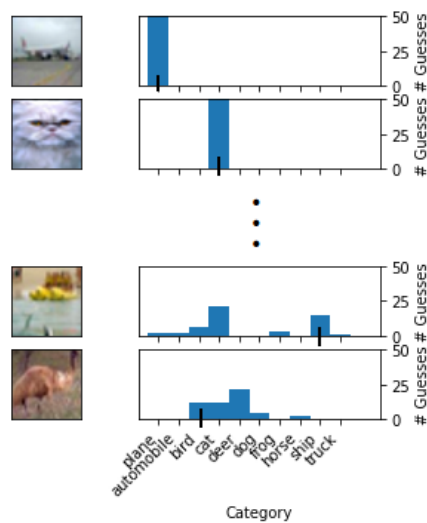 50
25
0
# Guesses
50
25
0
# Guesses
50
25
0
# Guesses
50
25
0
# Guesses
plane
automobile
bird
cat
deer
dog
frog
horse
ship
truck
Category